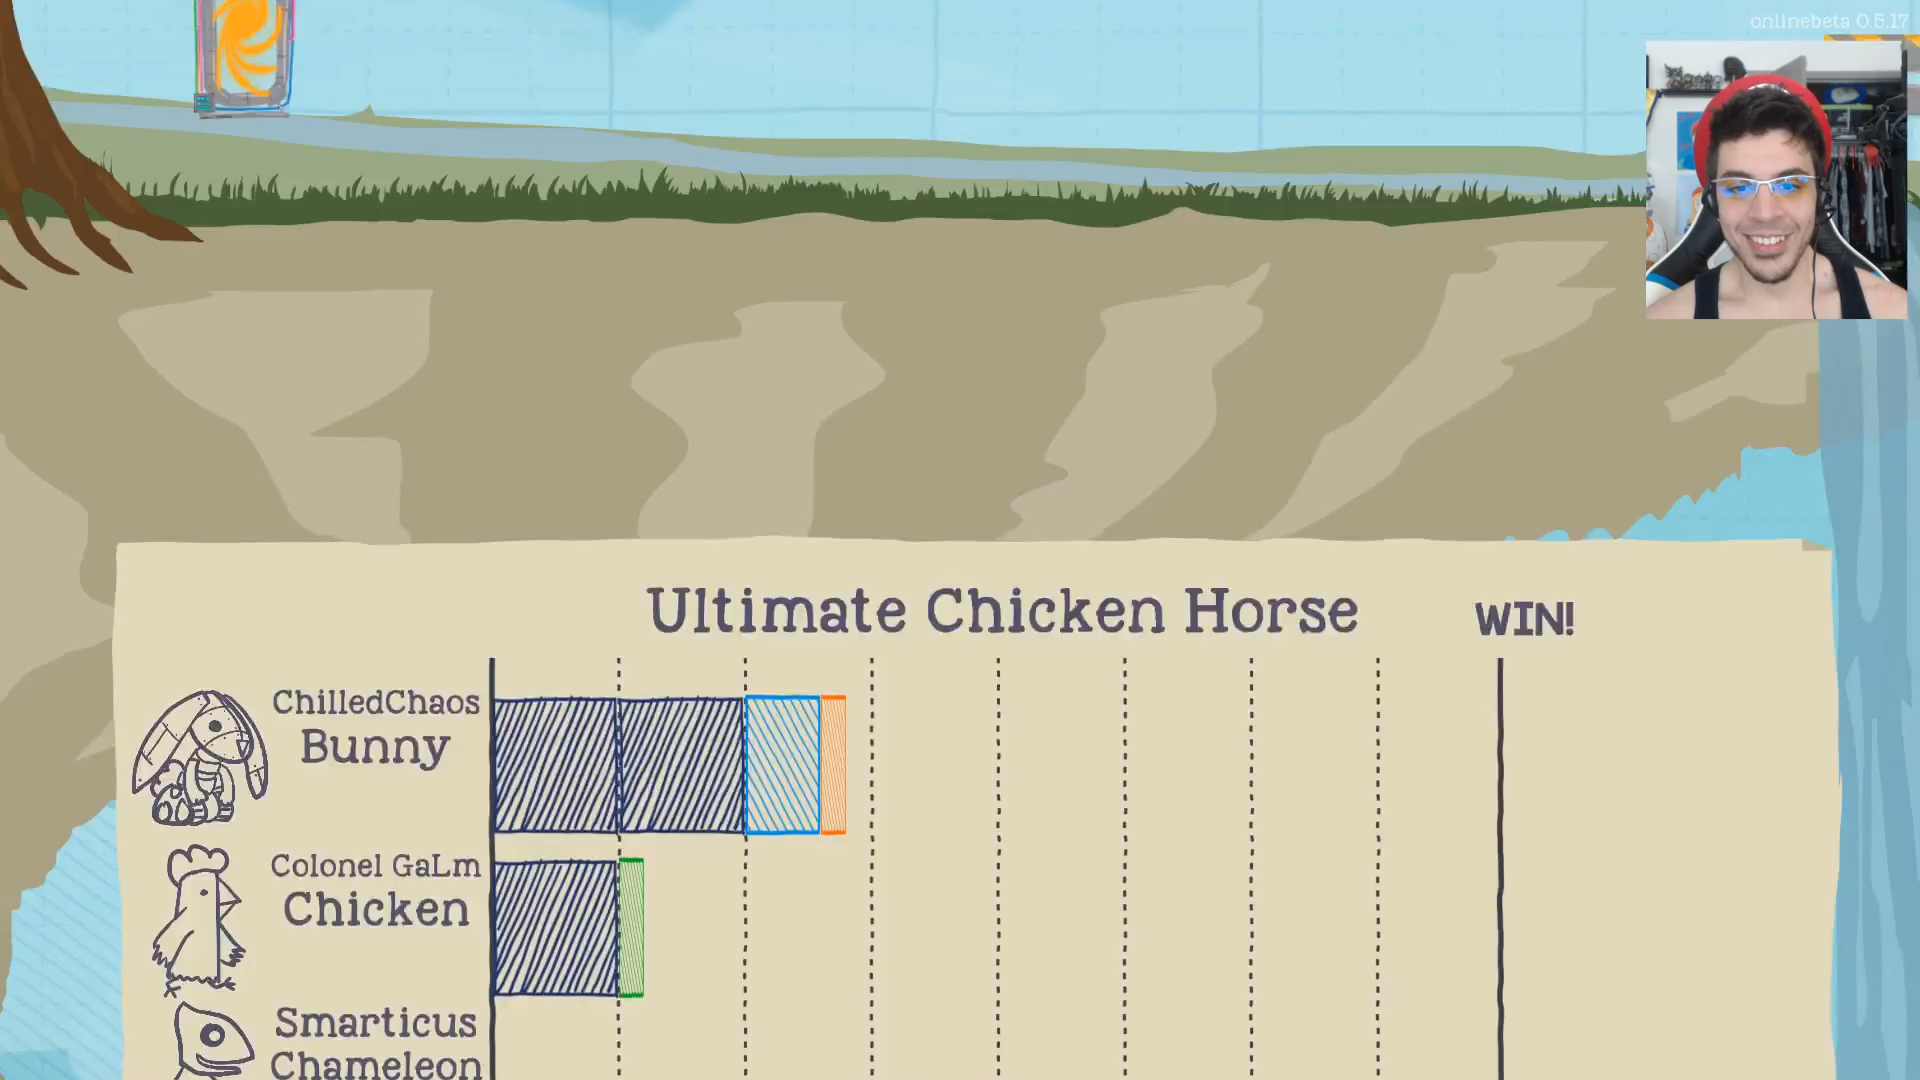 onlinebeta 0.5.17
Ultimate Chicken Horse
WIN!
ChilledChaos
Bunny
Colonel GaLm
Chicken
Smarticus
Chameleon